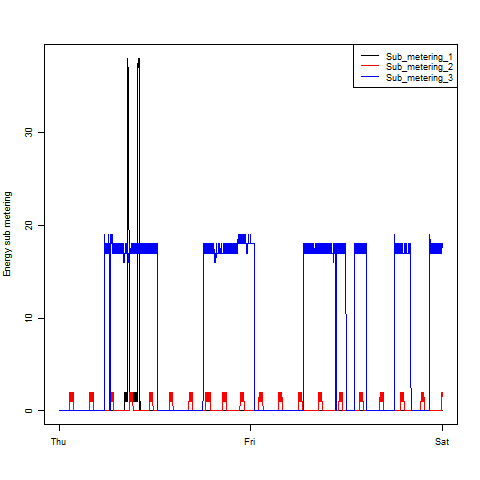 Sub_metering_1
Sub_metering_2
Sub_metering_3
Energy sub metering
30
20
10
0
Thu Fri Sat